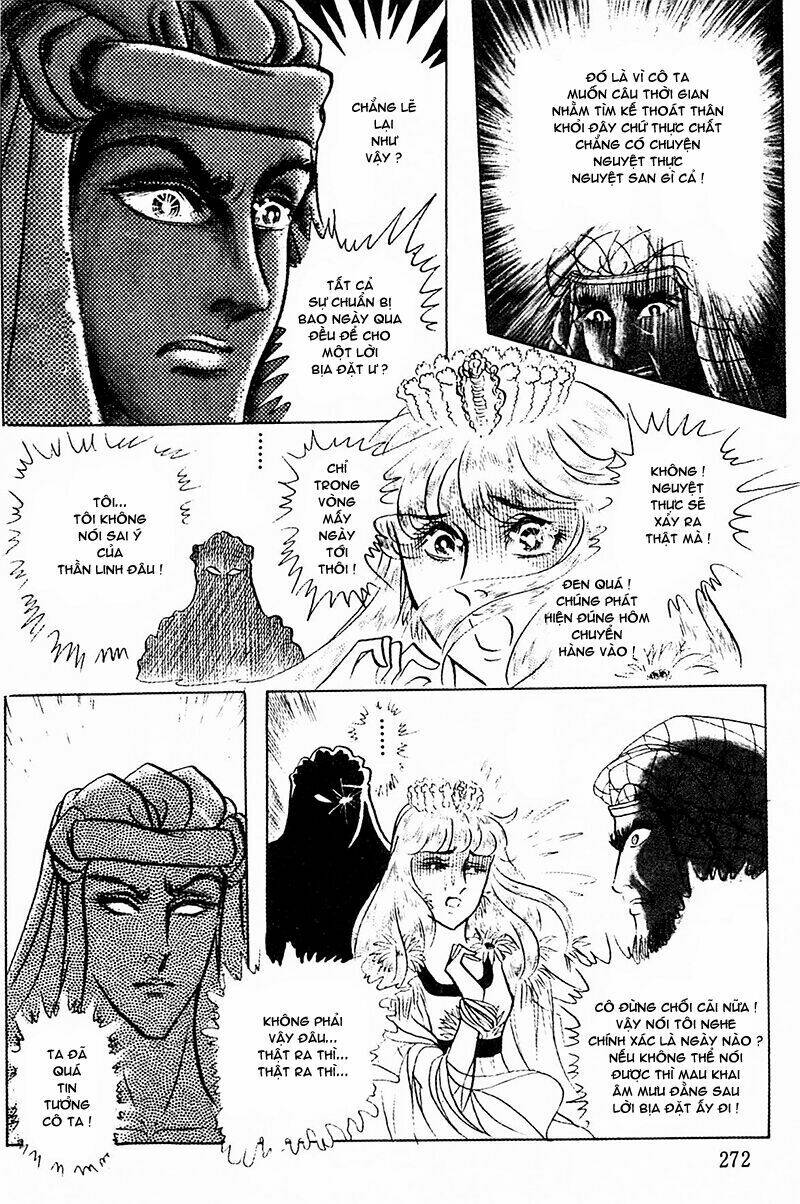 ĐÓ LÀ VÌ CÔ TA
MUỐN CÂU THỜI GIAN
NHẰM TÌM KẾ THOÁT THÂN
KHỎI ĐÂY CHỨ THỰC CHẤT
CHẲNG CÓ CHUYỆN
NGUYỆT THỰC
NGUYỆT SAN GÌ CẢ !
CHẲNG LẼ
LẠI
NHƯ
VẬY ?
TẤT CẢ
SỰ CHUẨN BỊ
BAO NGÀY QUA
ĐỀU ĐỂ CHO
MỘT LỜI
BỊA ĐẶT Ư ?
KHÔNG !
NGUYỆT
THỰC SẼ
XẢY RA
THẬT MÀ !
CHỈ
TRONG
VÒNG
MẤY
NGÀY
TỚI
THÔI !
ĐEN QUÁ !
CHÚNG PHÁT
HIỆN ĐÚNG HÔM
CHUYỂN
HÀNG VÀO !
......
TÔI...
TÔI KHÔNG
NÓI SAI Ý
CỦA
THẦN LINH ĐÂU !
CÔ ĐỪNG CHỐI CÃI NỮA !
VẬY NÓI TÔI NGHE
CHÍNH XÁC LÀ NGÀY NÀO ?
NẾU KHÔNG THỂ NÓI
ĐƯỢC THÌ MAU KHAI
ÂM MƯU ĐẰNG SAU
LỜI BỊA ĐẶT ẤY ĐI !
......
KHÔNG PHẢI
VẬY ĐÂU...
THẬT RA THÌ...
THẬT RA THÌ...
TA ĐÃ
QUÁ
TIN
TƯỞNG
CÔ TA !
272